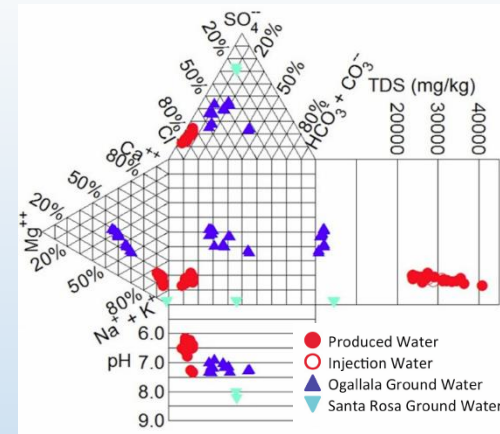 SO₄⁻⁻
20% 20%
50% 50%
80% 80%
Cl⁻ HCO₃⁻ + CO₃⁻⁻
TDS (mg/kg)
20000
30000
40000
Ca⁺⁺
80%
50%
20%
Mg⁺⁺
20%
50%
80%
Na⁺ + K⁺
pH
6.0
7.0
8.0
9.0
Produced Water
Injection Water
Ogallala Ground Water
Santa Rosa Ground Water